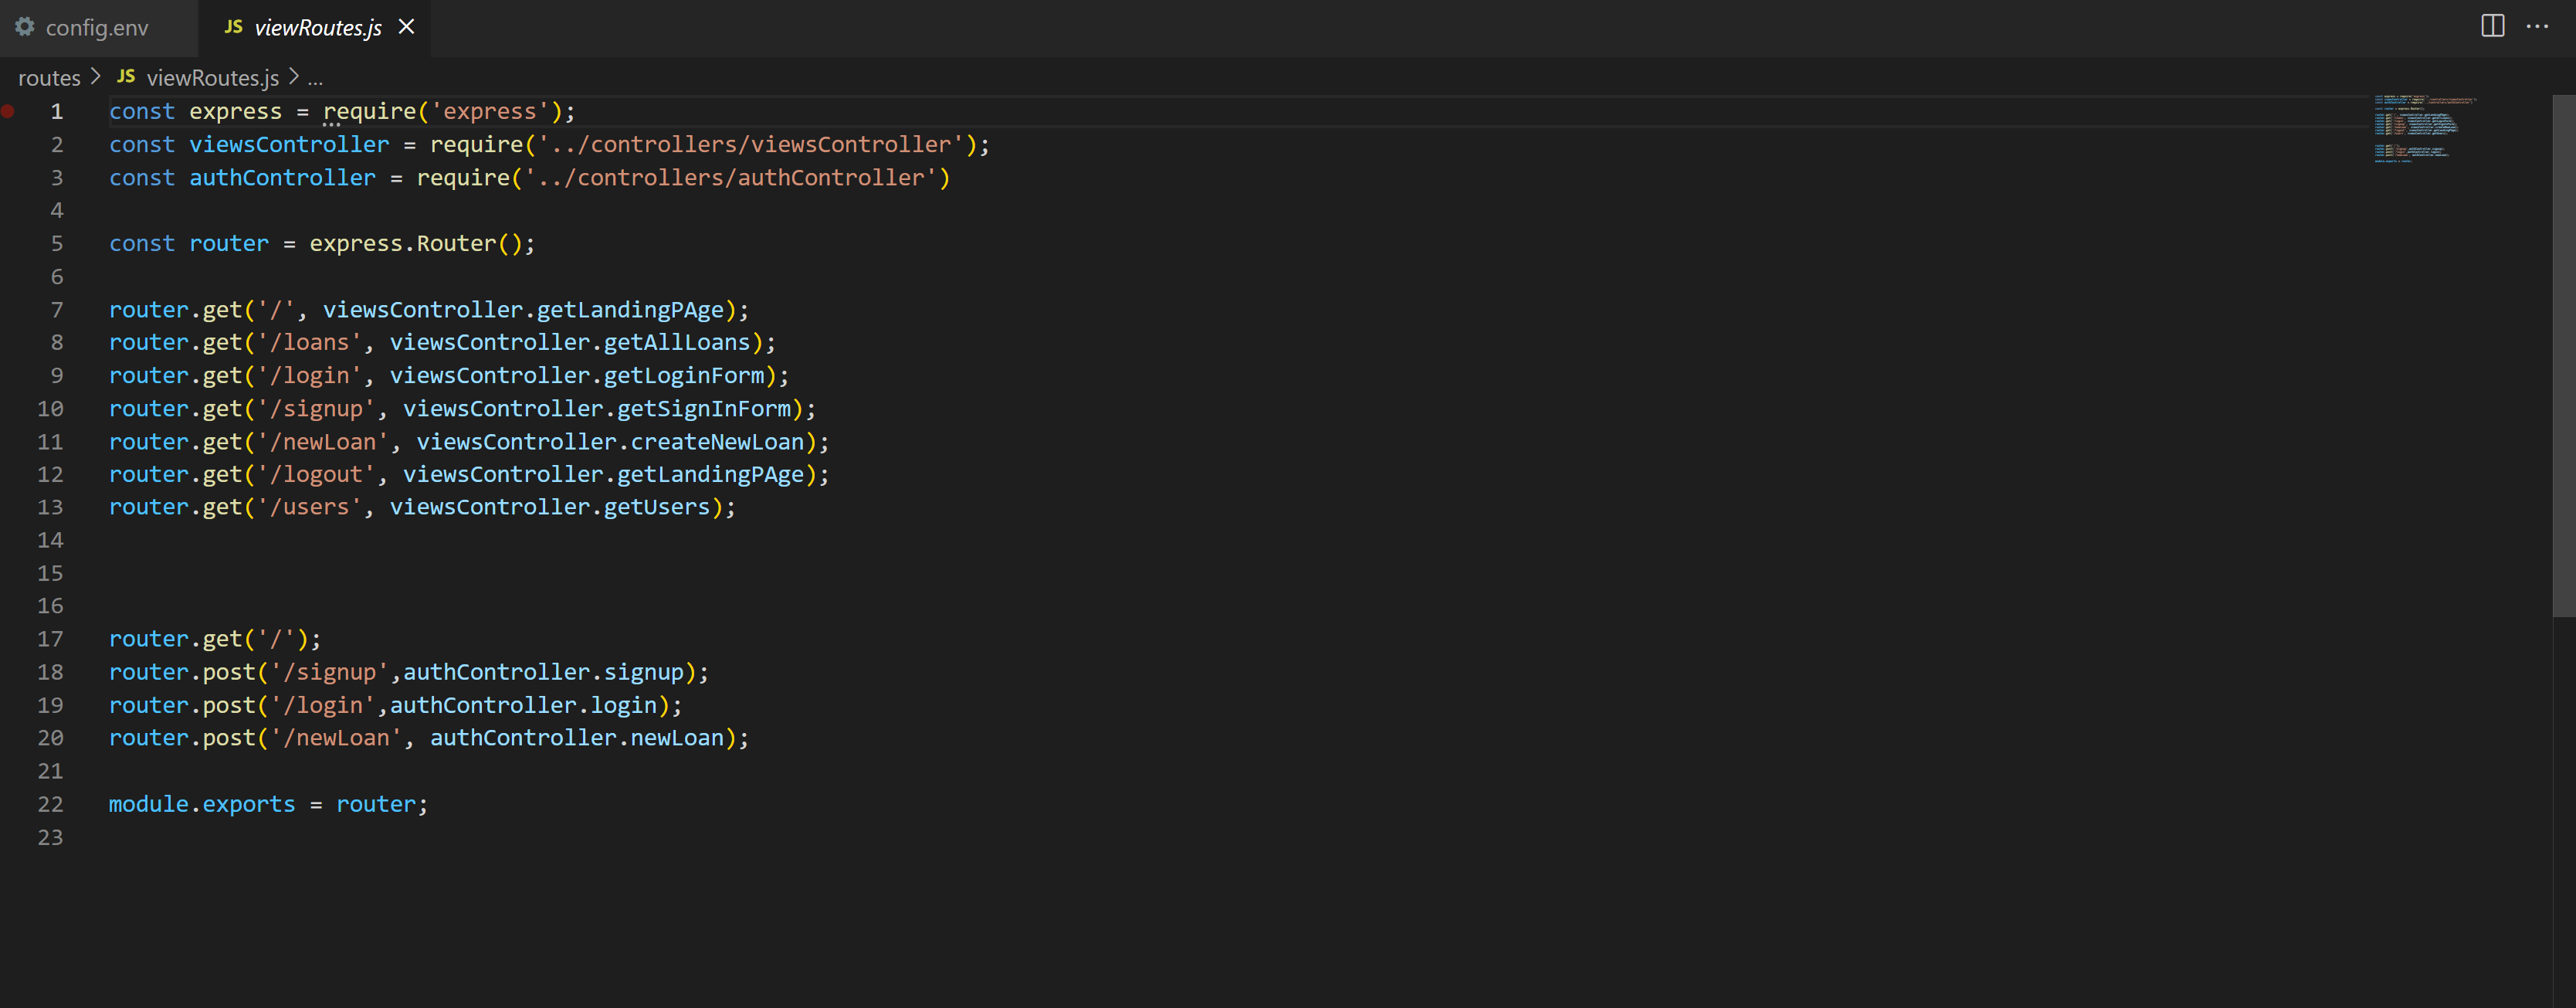 config.env
JS viewRoutes.js
routes > JS viewRoutes.js > ...
1 const express = require('express');
2 const viewsController = require('../controllers/viewsController');
3 const authController = require('../controllers/authController')
4
5 const router = express.Router();
6
7 router.get('/', viewsController.getLandingPAge);
8 router.get('/loans', viewsController.getAllLoans);
9 router.get('/login', viewsController.getLoginForm);
10 router.get('/signup', viewsController.getSignInForm);
11 router.get('/newLoan', viewsController.createNewLoan);
12 router.get('/logout', viewsController.getLandingPAge);
13 router.get('/users', viewsController.getUsers);
14
15
16
17 router.get('/');
18 router.post('/signup',authController.signup);
19 router.post('/login',authController.login);
20 router.post('/newLoan', authController.newLoan);
21
22 module.exports = router;
23